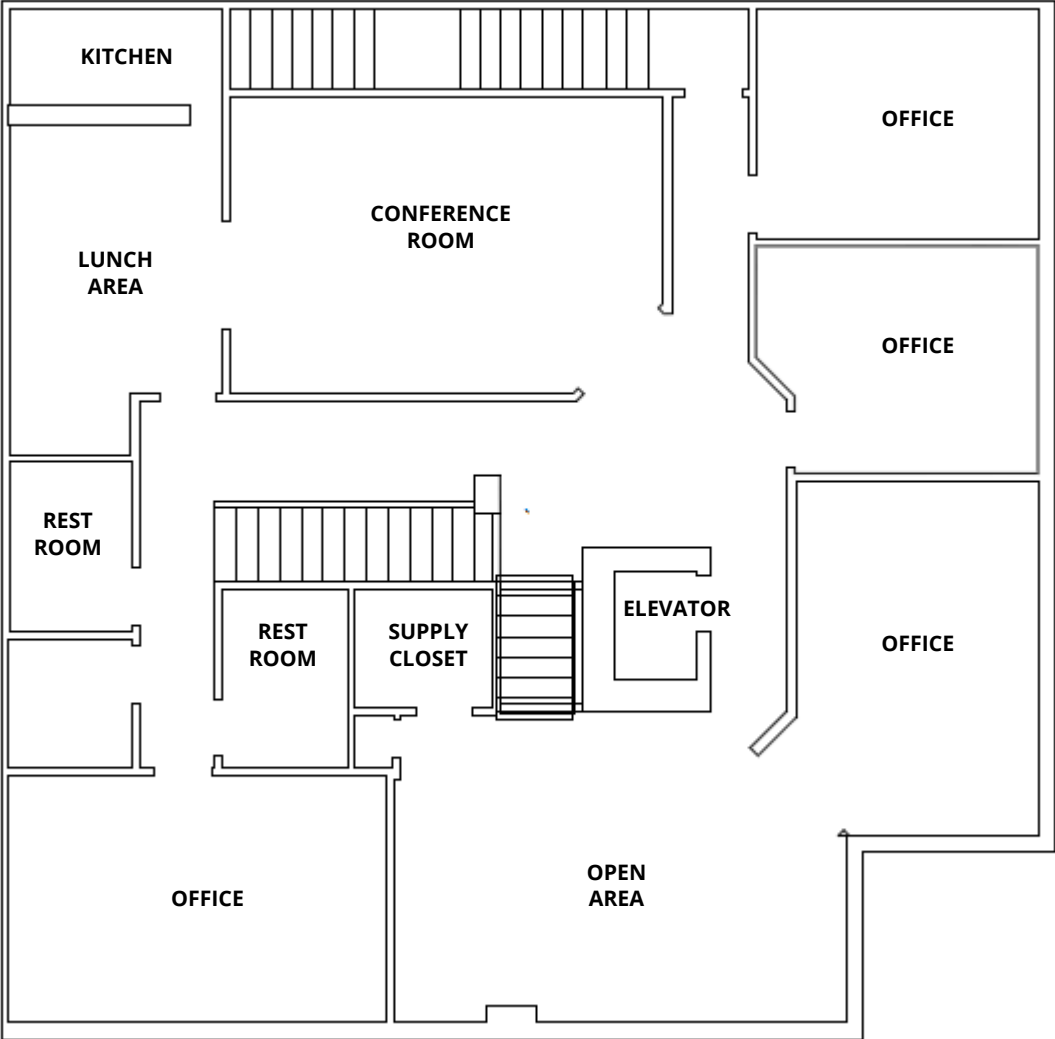 KITCHEN
OFFICE
CONFERENCE
ROOM
LUNCH
AREA
OFFICE
REST
ROOM
ELEVATOR
REST
ROOM
SUPPLY
CLOSET
OFFICE
OPEN
AREA
OFFICE